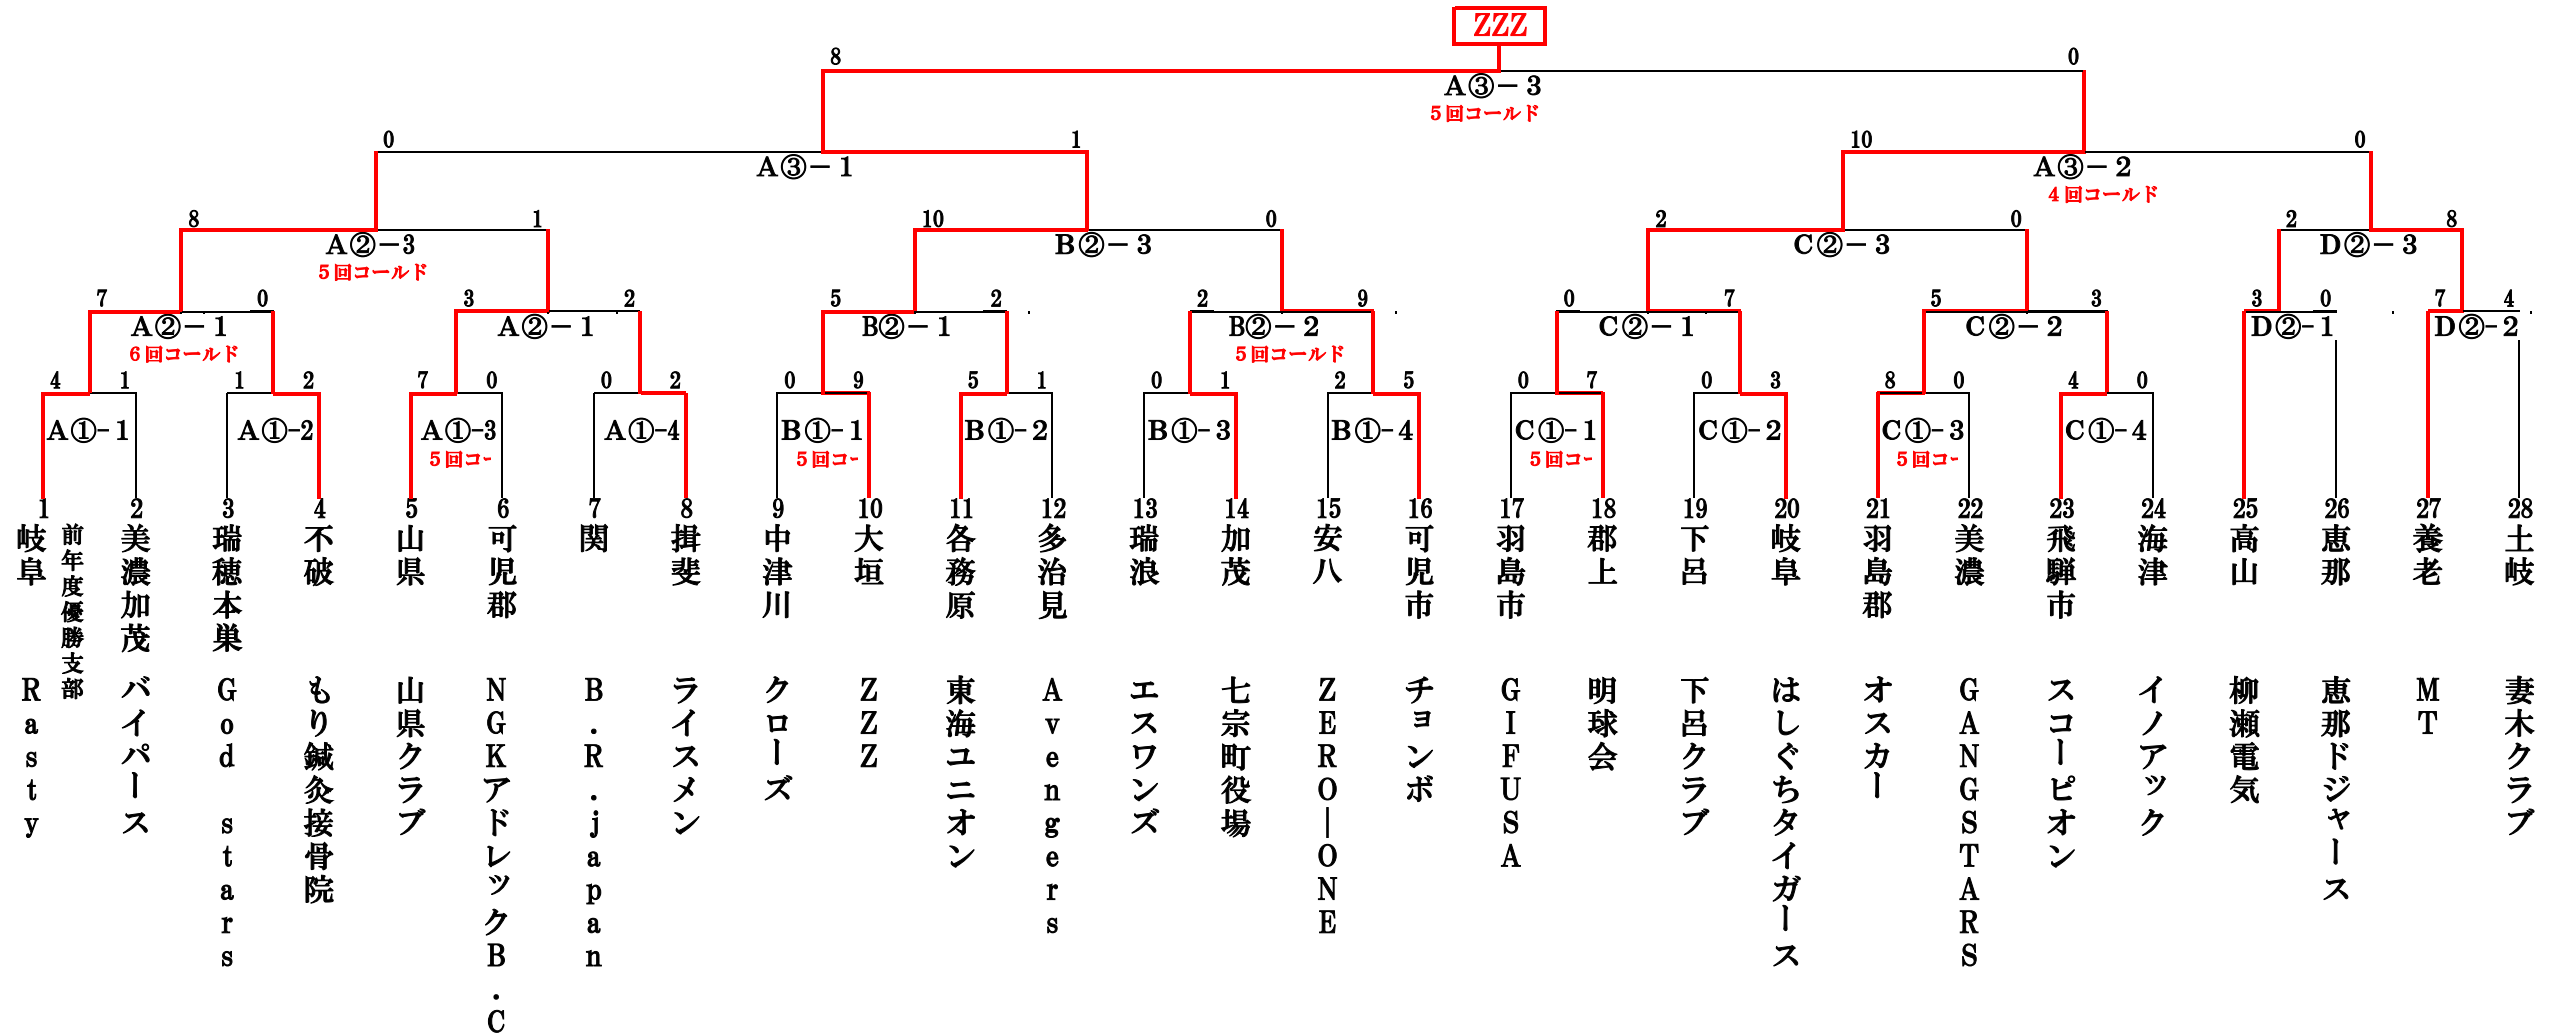 ZZZ
8 0
A③－3
5回コールド
0 1 10 0
A③－1 A③－2
4回コールド
8 1 10 0 2 0 2 8
A②－3 B②－3 C②－3 D②－3
5回コールド
7 0 3 2 5 2 2 9 0 7 5 3 3 0 7 4
A②－1 A②－1 B②－1 B②－2 C②－1 C②－2 D②-1 D②-2
6回コールド 5回コールド
4 1 1 2 7 0 0 2 0 9 5 1 0 1 2 5 0 7 0 3 8 0 4 0
A①-1 A①-2 A①-3 A①-4 B①-1 B①-2 B①-3 B①-4 C①-1 C①-2 C①-3 C①-4
5回コー 5回コー 5回コー 5回コー
1 2 3 4 5 6 7 8 9 10 11 12 13 14 15 16 17 18 19 20 21 22 23 24 25 26 27 28
岐阜 Rasty
前年度優勝支部
美濃加茂 バイパース
瑞穂本巣 God stars
不破 もり鍼灸接骨院
山県 山県クラブ
可児郡 NGKアドレックB.C
関 B.R.japan
揖斐 ライスメン
中津川 クローズ
大垣 ZZZ
各務原 東海ユニオン
多治見 Avengers
瑞浪 エスワンズ
加茂 七宗町役場
安八 ZERO―ONE
可児市 チョンボ
羽島市 GIFUSA
郡上 明球会
下呂 下呂クラブ
岐阜 はしぐちタイガース
羽島郡 オスカー
美濃 GANGSTARS
飛騨市 スコーピオン
海津 イノアック
高山 柳瀬電気
恵那 恵那ドジャース
養老 MT
土岐 妻木クラブ